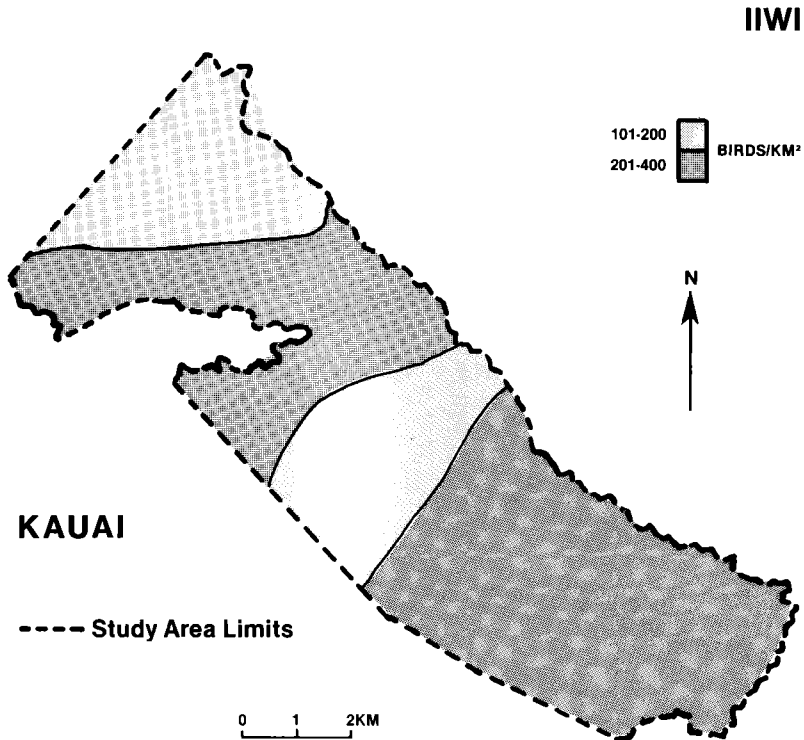 IIWI
101-200
201-400
BIRDS/KM²
N
KAUAI
Study Area Limits
0 1 2KM